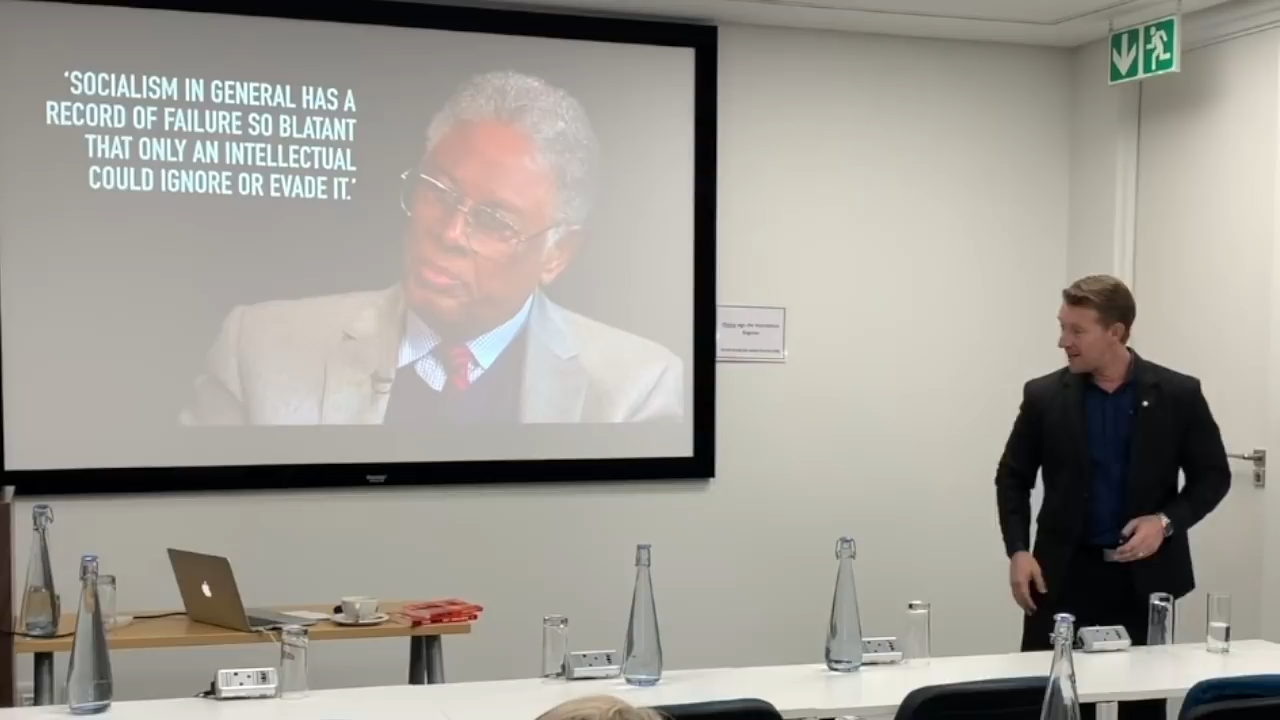 'SOCIALISM IN GENERAL HAS A
RECORD OF FAILURE SO BLATANT
THAT ONLY AN INTELLECTUAL
COULD IGNORE OR EVADE IT.'